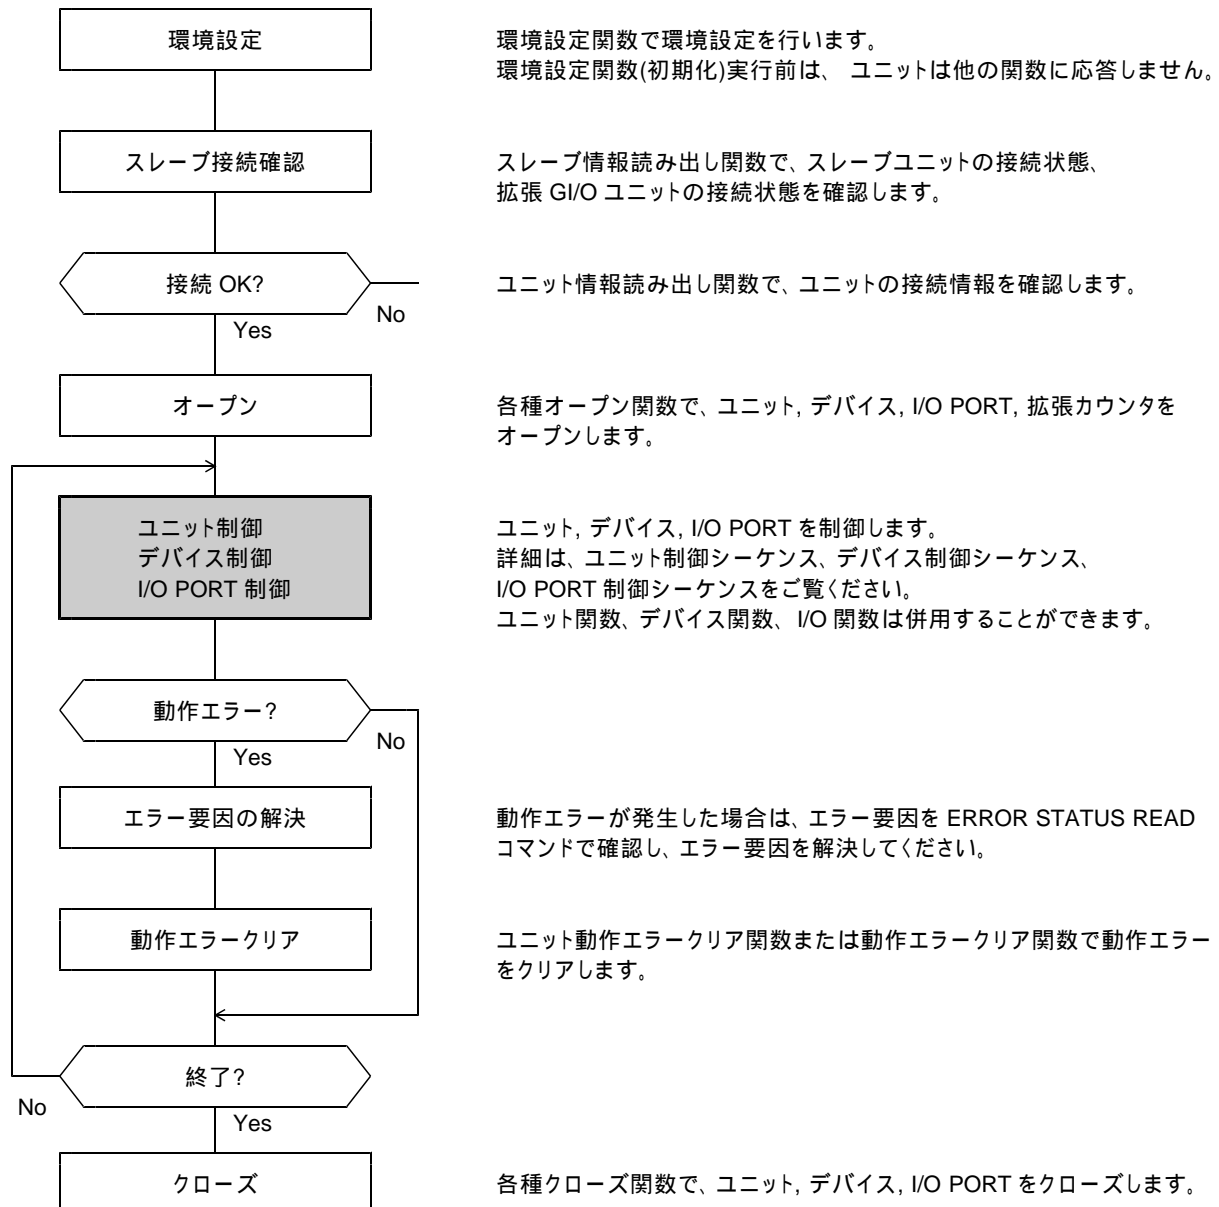 環境設定
環境設定関数で環境設定を行います。
環境設定関数(初期化)実行前は、 ユニットは他の関数に応答しません。
スレーブ接続確認
スレーブ情報読み出し関数で、スレーブユニットの接続状態、
拡張 GI/O ユニットの接続状態を確認します。
接続 OK?
ユニット情報読み出し関数で、ユニットの接続情報を確認します。
No
Yes
オープン
各種オープン関数で、ユニット, デバイス, I/O PORT, 拡張カウンタを
オープンします。
ユニット制御
デバイス制御
I/O PORT 制御
ユニット, デバイス, I/O PORT を制御します。
詳細は、ユニット制御シーケンス、デバイス制御シーケンス、
I/O PORT 制御シーケンスをご覧ください。
ユニット関数、デバイス関数、I/O 関数は併用することができます。
動作エラー?
No
Yes
エラー要因の解決
動作エラーが発生した場合は、エラー要因を ERROR STATUS READ
コマンドで確認し、エラー要因を解決してください。
動作エラークリア
ユニット動作エラークリア関数または動作エラークリア関数で動作エラー
をクリアします。
終了?
No
Yes
クローズ
各種クローズ関数で、ユニット, デバイス, I/O PORT をクローズします。